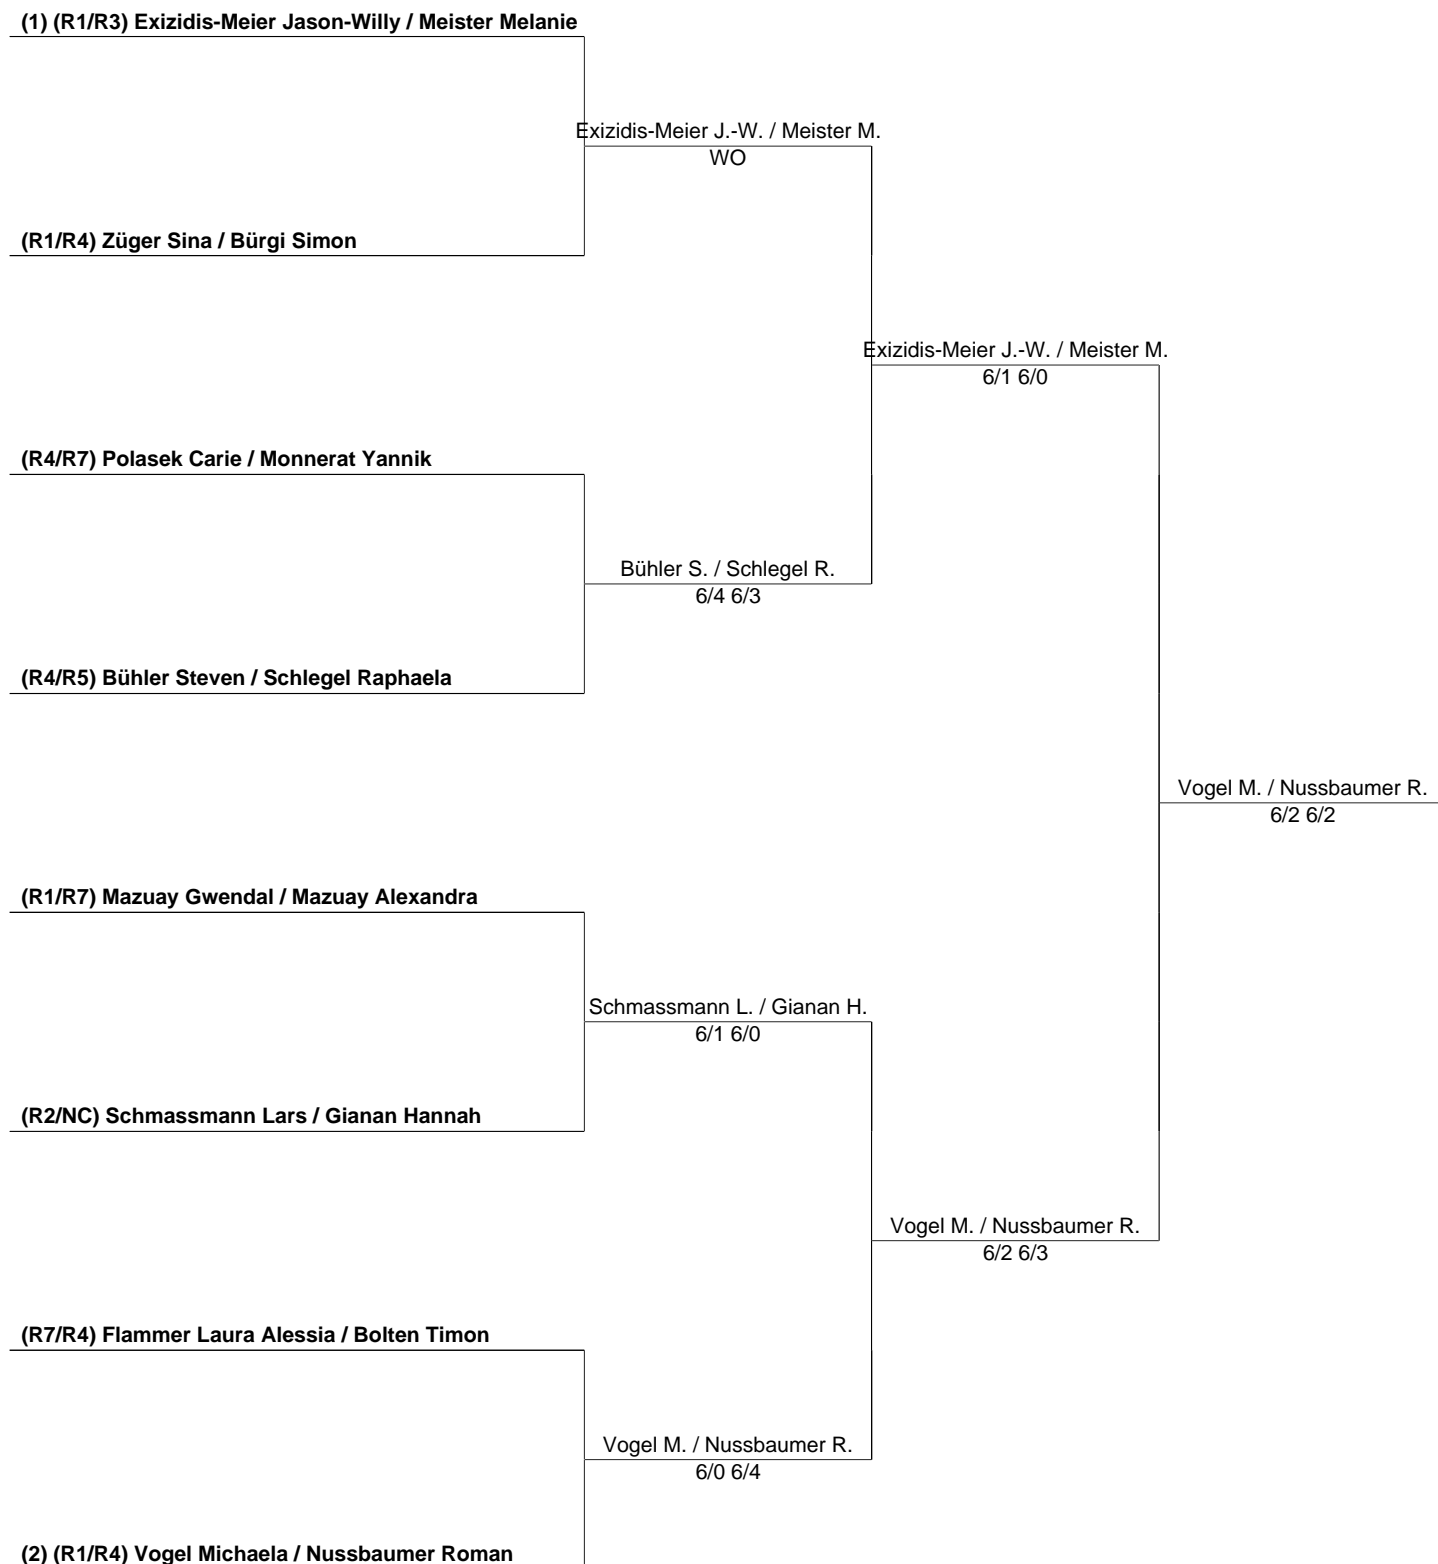 (1) (R1/R3) Exizidis-Meier Jason-Willy / Meister Melanie
Exizidis-Meier J.-W. / Meister M.
WO
(R1/R4) Züger Sina / Bürgi Simon
Exizidis-Meier J.-W. / Meister M.
6/1 6/0
(R4/R7) Polasek Carie / Monnerat Yannik
Bühler S. / Schlegel R.
6/4 6/3
(R4/R5) Bühler Steven / Schlegel Raphaela
Vogel M. / Nussbaumer R.
6/2 6/2
(R1/R7) Mazuay Gwendal / Mazuay Alexandra
Schmassmann L. / Gianan H.
6/1 6/0
(R2/NC) Schmassmann Lars / Gianan Hannah
Vogel M. / Nussbaumer R.
6/2 6/3
(R7/R4) Flammer Laura Alessia / Bolten Timon
Vogel M. / Nussbaumer R.
6/0 6/4
(2) (R1/R4) Vogel Michaela / Nussbaumer Roman